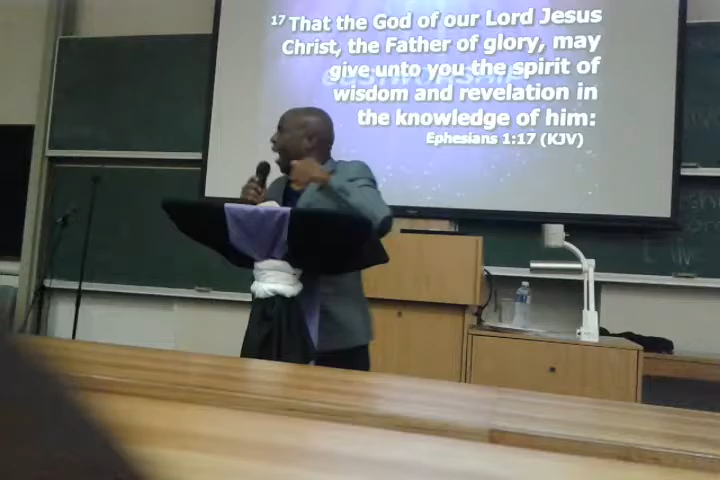 17 That the God of our Lord Jesus
Christ, the Father of glory, may
give unto you the spirit of
wisdom and revelation in
the knowledge of him:
Ephesians 1:17 (KJV)